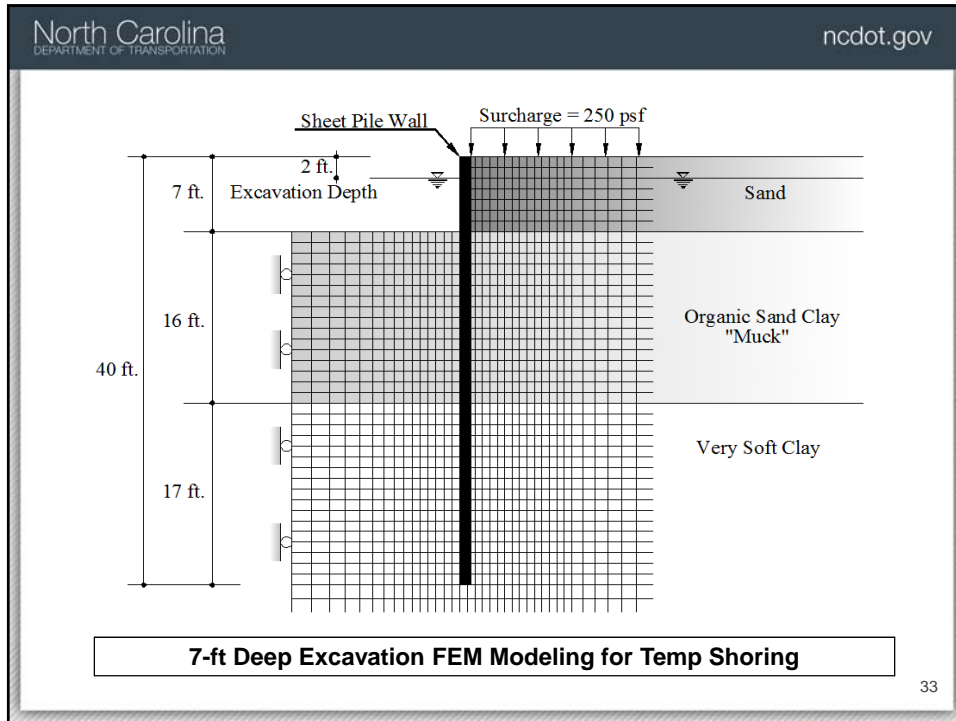 North Carolina
DEPARTMENT OF TRANSPORTATION
ncdot.gov
Sheet Pile Wall
Surcharge = 250 psf
2 ft.
7 ft.
Excavation Depth
Sand
16 ft.
Organic Sand Clay
"Muck"
40 ft.
Very Soft Clay
17 ft.
7-ft Deep Excavation FEM Modeling for Temp Shoring
33